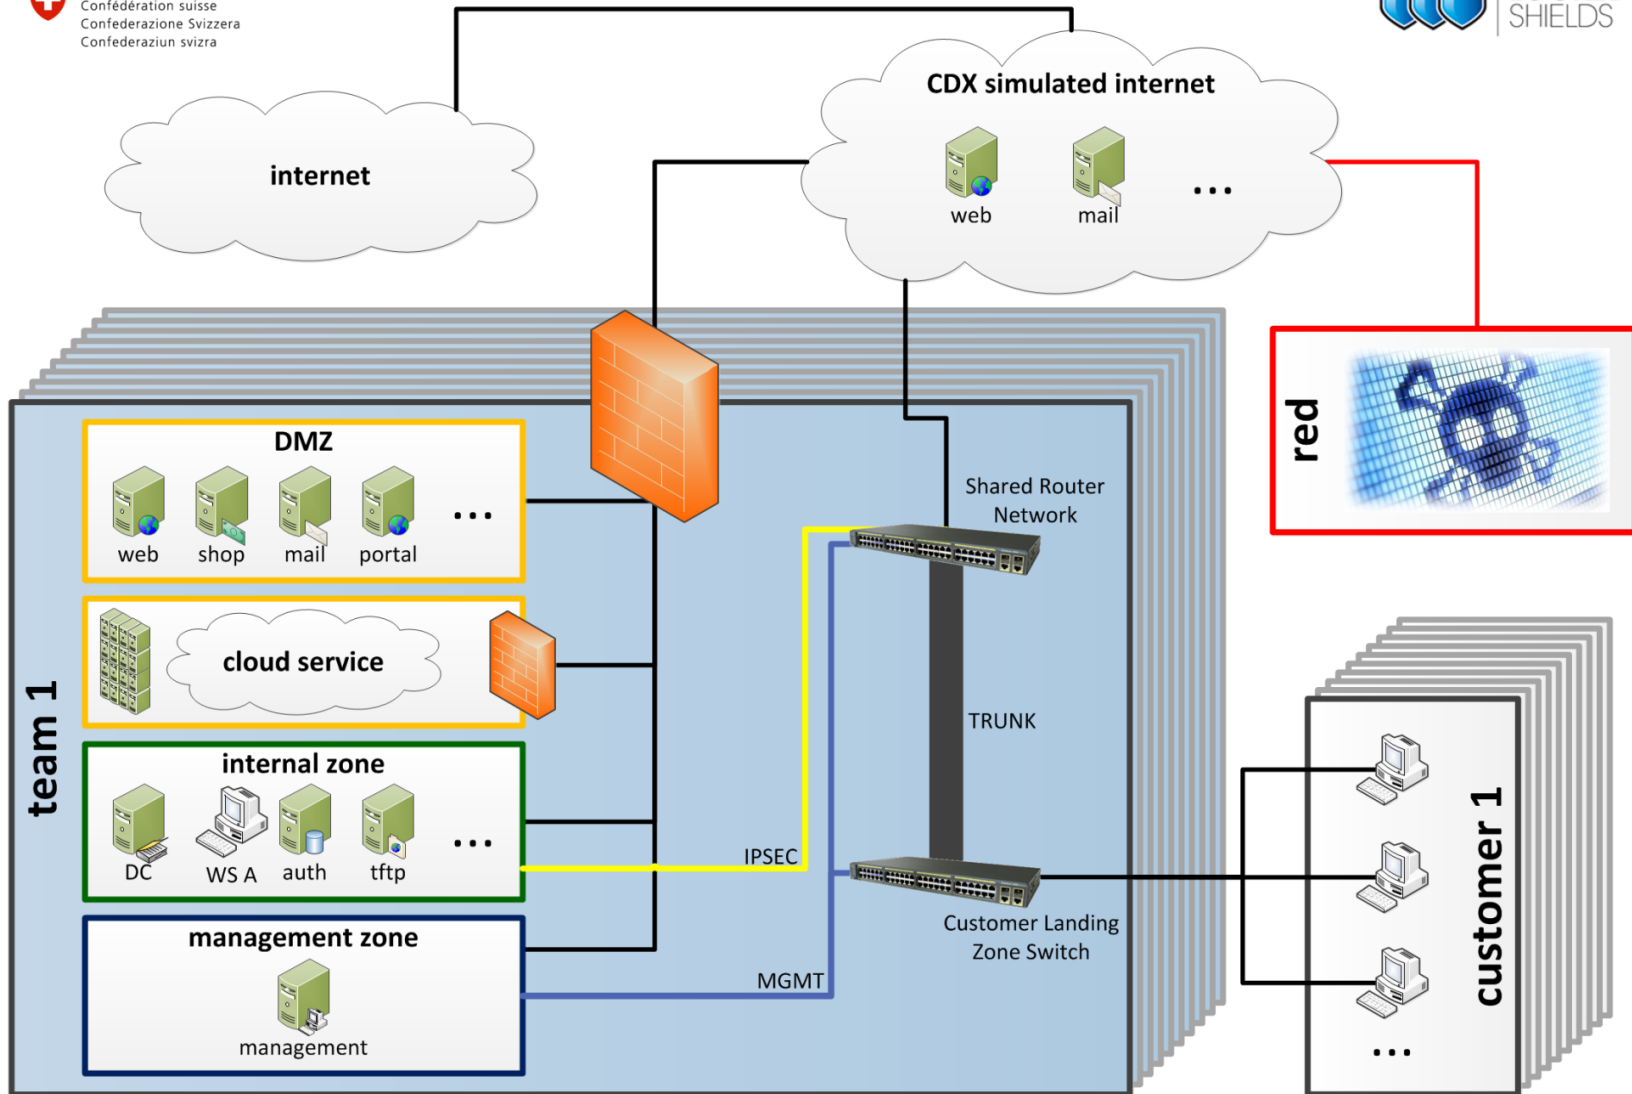 Confédération suisse
Confederazione Svizzera
Confederaziun svizra
SHIELDS
CDX simulated internet
internet
web
mail
...
red
DMZ
web
shop
mail
portal
...
Shared Router
Network
cloud service
team 1
TRUNK
internal zone
DC
WS A
auth
tftp
...
IPSEC
customer 1
...
Customer Landing
Zone Switch
management zone
MGMT
management